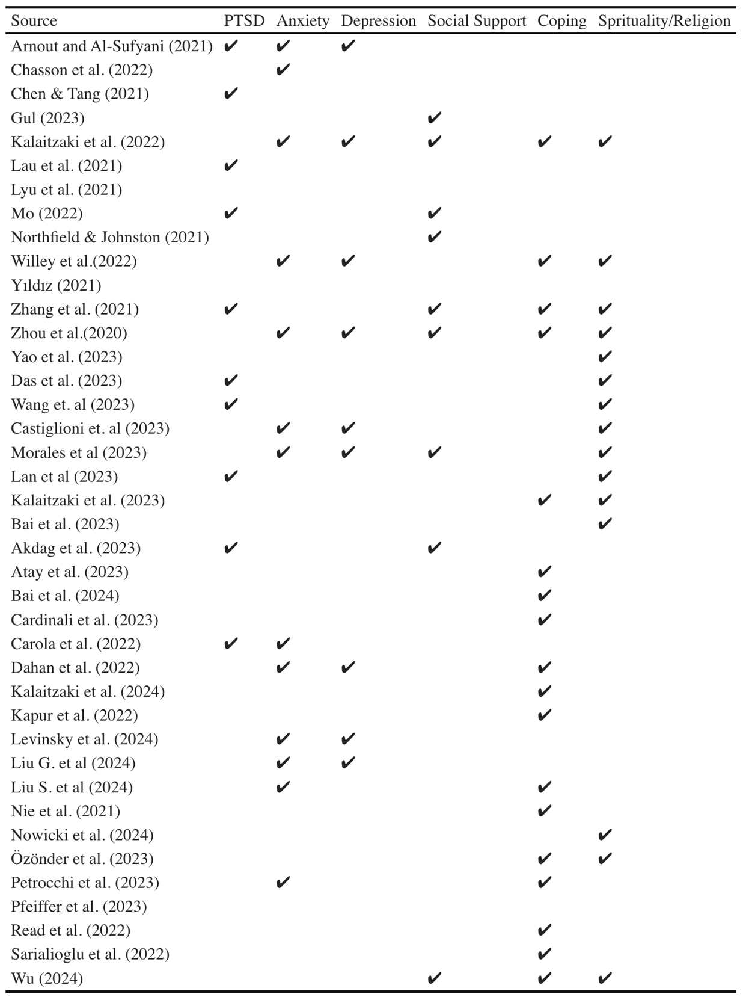 Source PTSD Anxiety Depression Social Support Coping Sprituality/Religion
Arnout and Al-Sufyani (2021) ✔ ✔ ✔
Chasson et al. (2022) ✔
Chen & Tang (2021) ✔
Gul (2023) ✔
Kalaitzaki et al. (2022) ✔ ✔ ✔ ✔ ✔
Lau et al. (2021) ✔
Lyu et al. (2021)
Mo (2022) ✔ ✔
Northfield & Johnston (2021) ✔
Willey et al.(2022) ✔ ✔ ✔ ✔
Yıldız (2021)
Zhang et al. (2021) ✔ ✔ ✔ ✔
Zhou et al.(2020) ✔ ✔ ✔ ✔ ✔
Yao et al. (2023) ✔
Das et al. (2023) ✔ ✔
Wang et. al (2023) ✔ ✔
Castiglioni et. al (2023) ✔ ✔ ✔
Morales et al (2023) ✔ ✔ ✔ ✔
Lan et al (2023) ✔ ✔
Kalaitzaki et al. (2023) ✔ ✔
Bai et al. (2023) ✔
Akdag et al. (2023) ✔ ✔
Atay et al. (2023) ✔
Bai et al. (2024) ✔
Cardinali et al. (2023) ✔
Carola et al. (2022) ✔ ✔
Dahan et al. (2022) ✔ ✔ ✔
Kalaitzaki et al. (2024) ✔
Kapur et al. (2022) ✔
Levinsky et al. (2024) ✔ ✔
Liu G. et al (2024) ✔ ✔
Liu S. et al (2024) ✔ ✔
Nie et al. (2021) ✔
Nowicki et al. (2024) ✔
Özönder et al. (2023) ✔ ✔
Petrocchi et al. (2023) ✔ ✔
Pfeiffer et al. (2023)
Read et al. (2022) ✔
Sarialioglu et al. (2022) ✔
Wu (2024) ✔ ✔ ✔